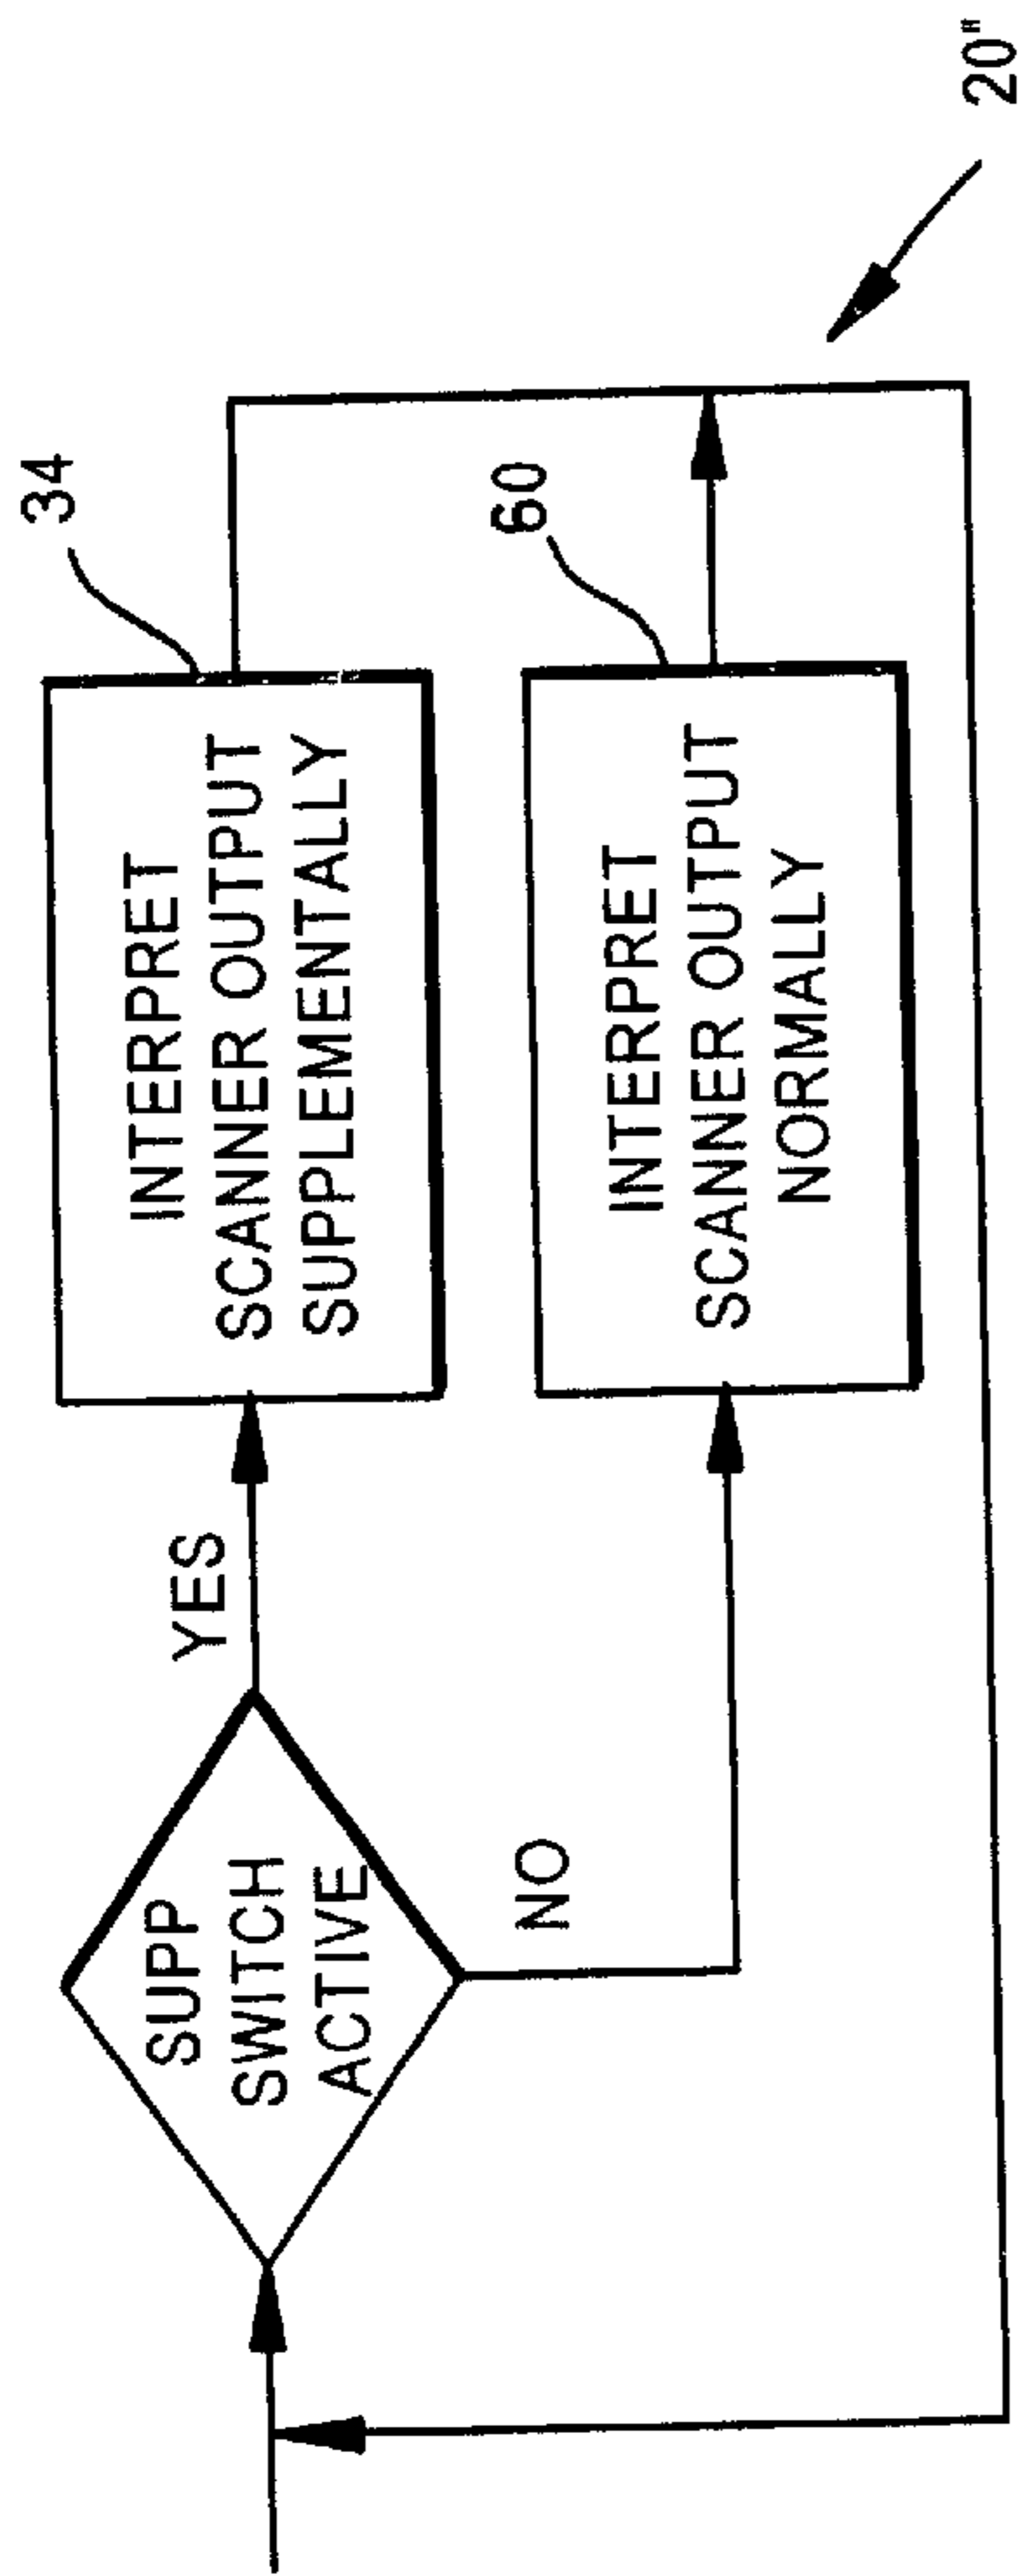 SUPP
SWITCH
ACTIVE
YES
NO
INTERPRET
SCANNER OUTPUT
SUPPLEMENTALLY
34
INTERPRET
SCANNER OUTPUT
NORMALLY
60
20"